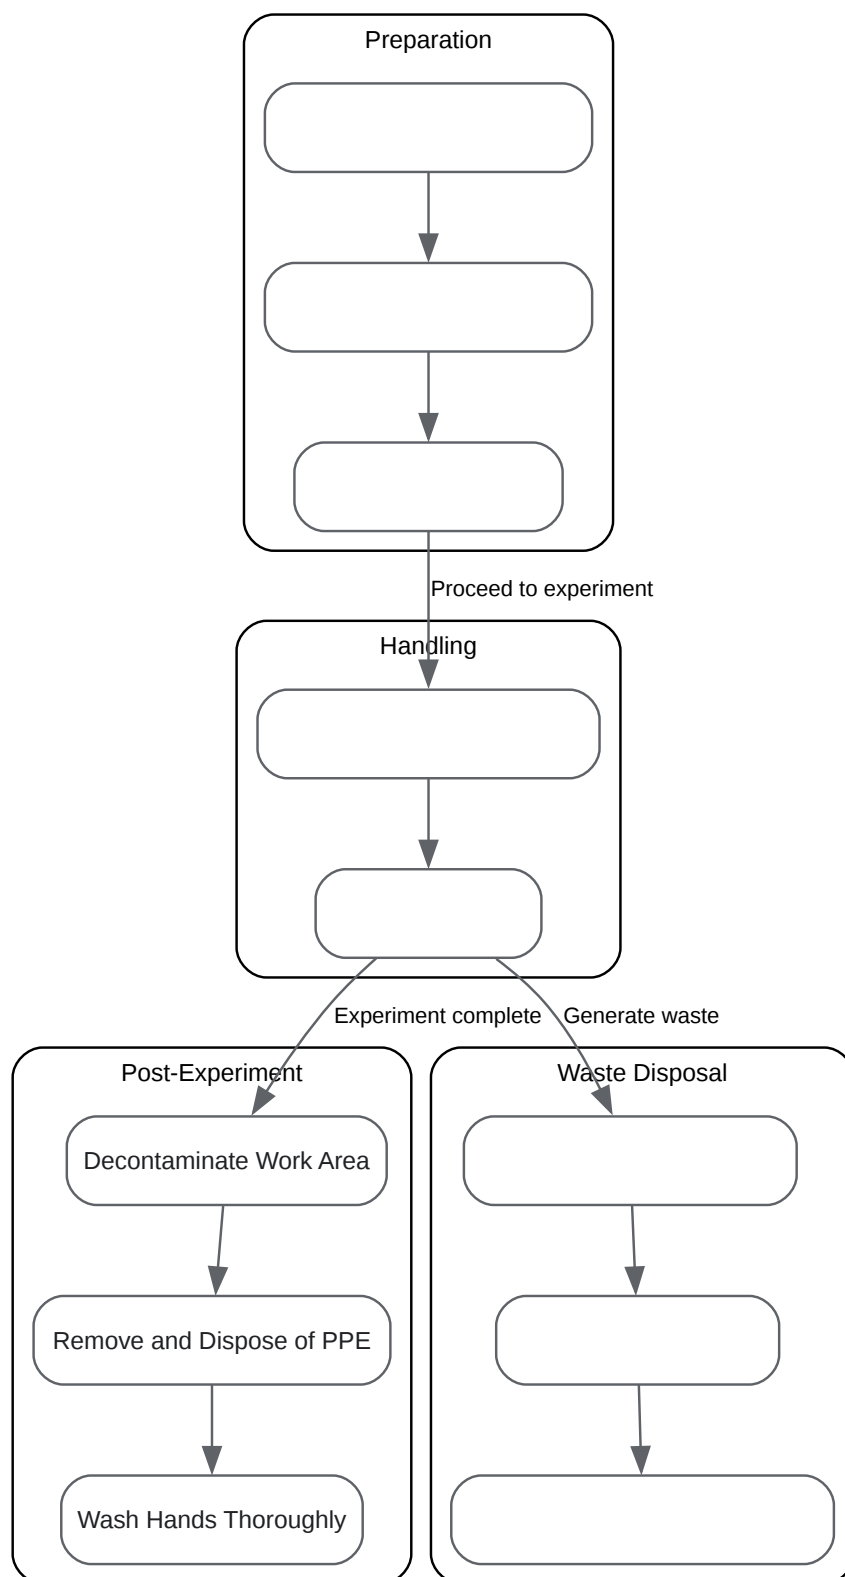 Preparation
Proceed to experiment
Handling
Experiment complete
Generate waste
Post-Experiment
Waste Disposal
Decontaminate Work Area
Remove and Dispose of PPE
Wash Hands Thoroughly